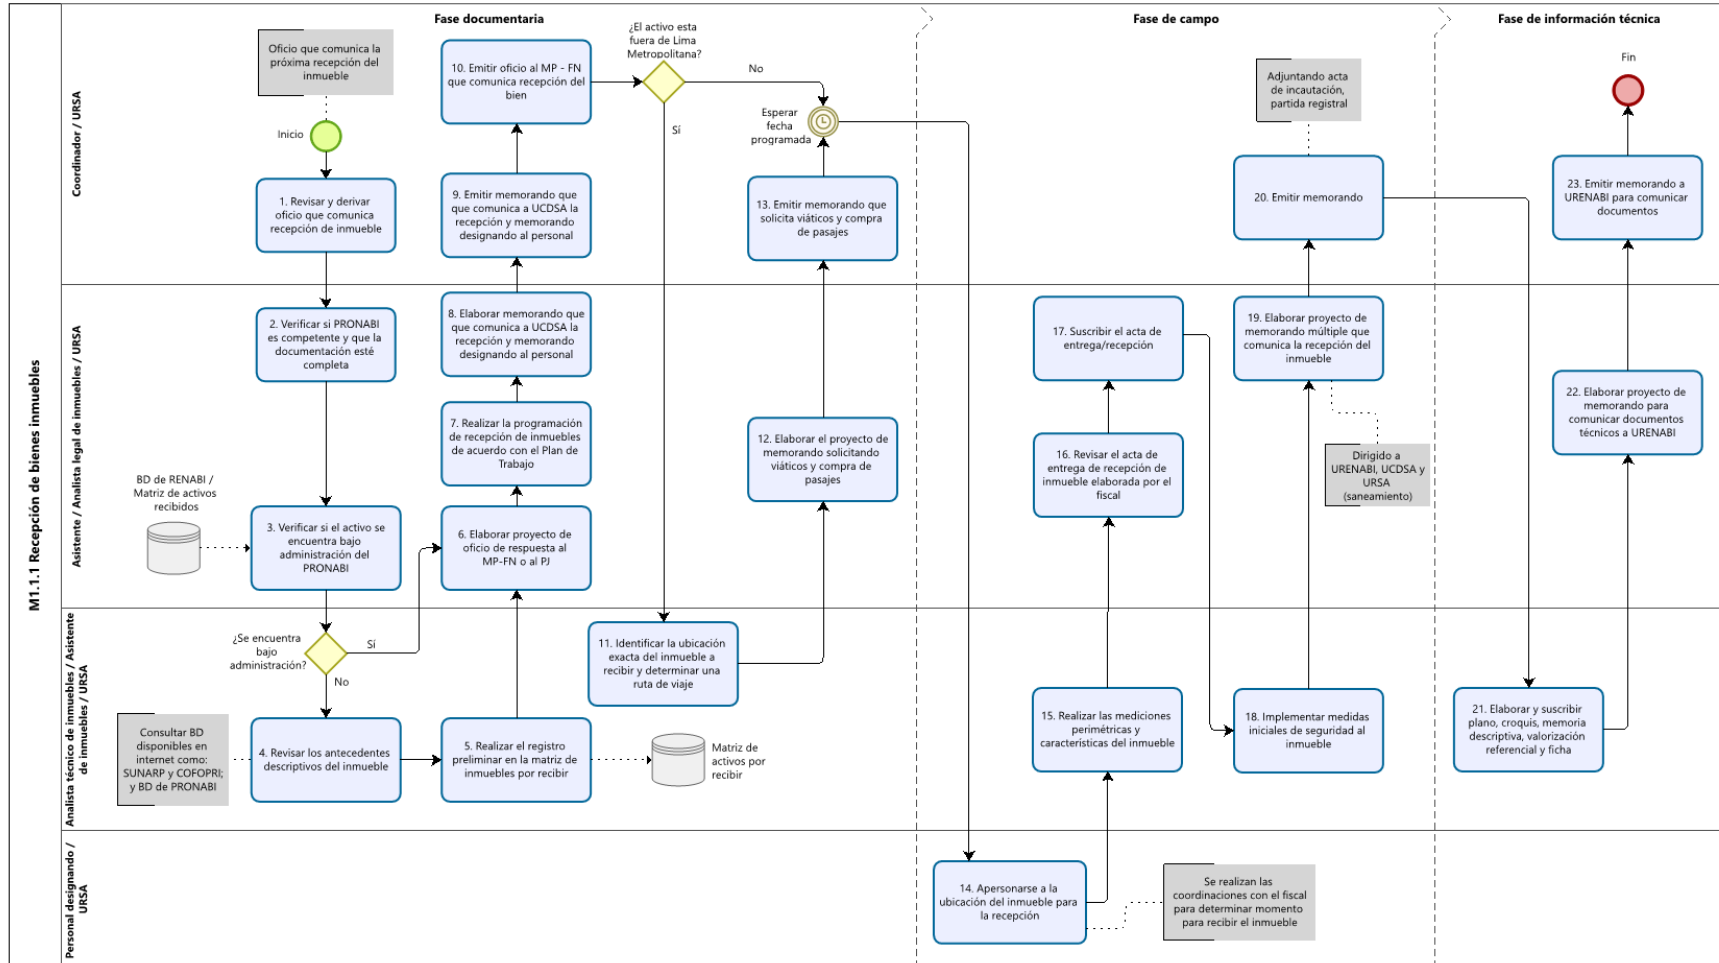 M1.1.1 Recepción de bienes inmuebles
Fase documentaria
Fase de campo
Fase de información técnica
Coordinador / URSA
Oficio que comunica la
próxima recepción del
inmueble
Inicio
1. Revisar y derivar
oficio que comunica
recepción de inmueble
10. Emitir oficio al MP - FN
que comunica recepción del
bien
9. Emitir memorando que
que comunica a UCDSA la
recepción y memorando
designando al personal
¿El activo esta
fuera de Lima
Metropolitana?
No
Sí
Esperar
fecha
programada
13. Emitir memorando que
solicita viáticos y compra
de pasajes
Adjuntando acta
de incautación,
partida registral
20. Emitir memorando
Fin
23. Emitir memorando a
URENABI para comunicar
documentos
Asistente / Analista legal de inmuebles / URSA
2. Verificar si PRONABI
es competente y que la
documentación esté
completa
BD de RENABI /
Matriz de activos
recibidos
3. Verificar si el activo se
encuentra bajo
administración del
PRONABI
8. Elaborar memorando que
que comunica a UCDSA la
recepción y memorando
designando al personal
7. Realizar la programación
de recepción de inmuebles
de acuerdo con el Plan de
Trabajo
6. Elaborar proyecto de
oficio de respuesta al
MP-FN o al PJ
12. Elaborar el proyecto de
memorando solicitando
viáticos y compra de
pasajes
17. Suscribir el acta de
entrega/recepción
16. Revisar el acta de
entrega de recepción de
inmueble elaborada por el
fiscal
19. Elaborar proyecto de
memorando múltiple que
comunica la recepción del
inmueble
Dirigido a
URENABI, UCDSA y
URSA
(saneamiento)
22. Elaborar proyecto de
memorando para
comunicar documentos
técnicos a URENABI
Analista técnico de inmuebles / Asistente
de inmuebles / URSA
¿Se encuentra
bajo
administración?
Sí
No
Consultar BD
disponibles en
internet como:
SUNARP y COFOPRI;
y BD de PRONABI
4. Revisar los antecedentes
descriptivos del inmueble
5. Realizar el registro
preliminar en la matriz de
inmuebles por recibir
Matriz de
activos por
recibir
11. Identificar la ubicación
exacta del inmueble a
recibir y determinar una
ruta de viaje
15. Realizar las mediciones
perimétricas y
características del inmueble
18. Implementar medidas
iniciales de seguridad al
inmueble
21. Elaborar y suscribir
plano, croquis, memoria
descriptiva, valorización
referencial y ficha
Personal designando /
URSA
14. Apersonarse a la
ubicación del inmueble para
la recepción
Se realizan las
coordinaciones con el fiscal
para determinar momento
para recibir el inmueble